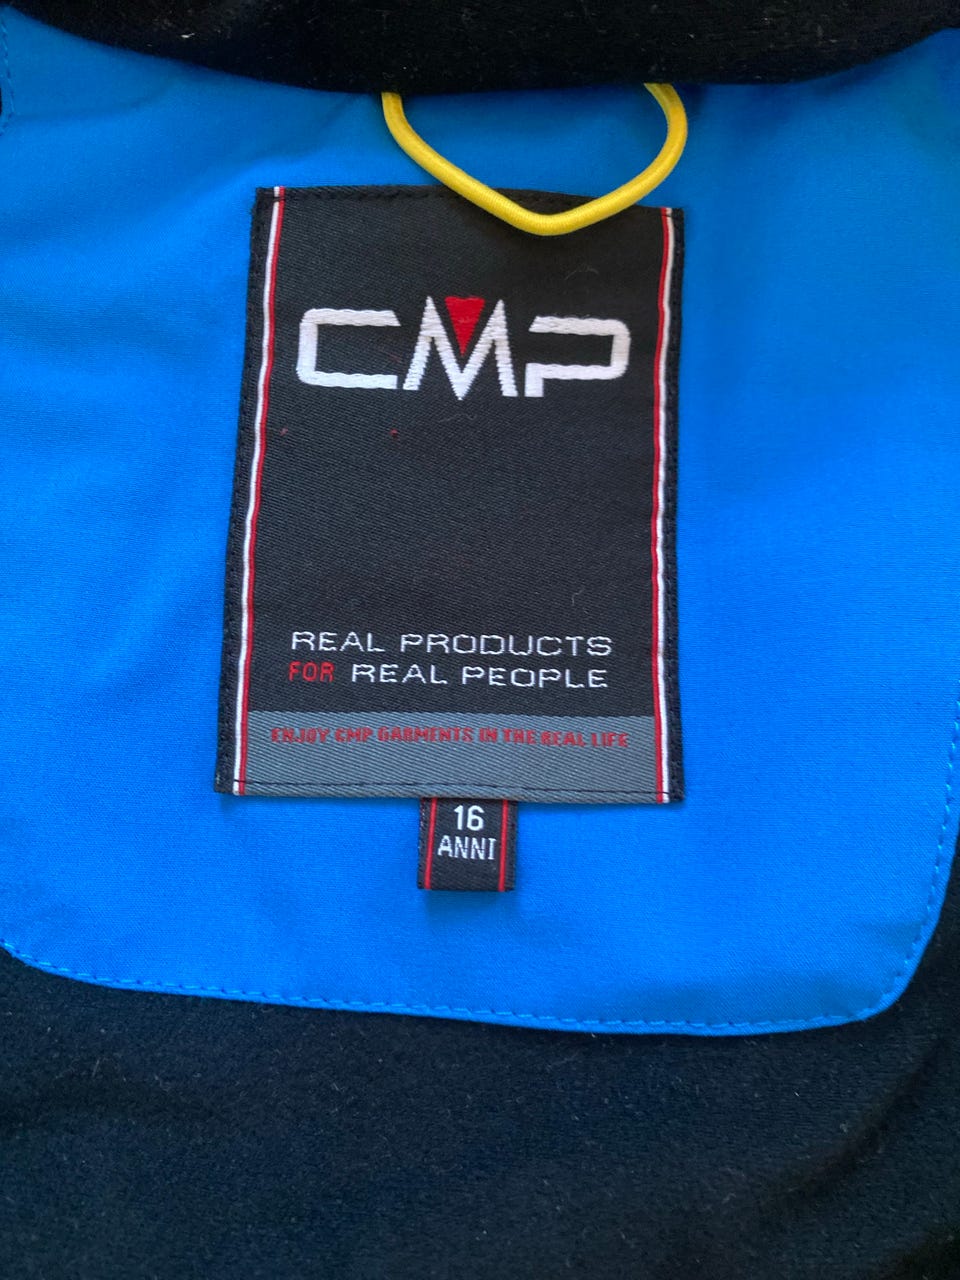 CMP
REAL PRODUCTS
FOR REAL PEOPLE
ENJOY CMP GARMENTS IN THE REAL LIFE
16
ANNI